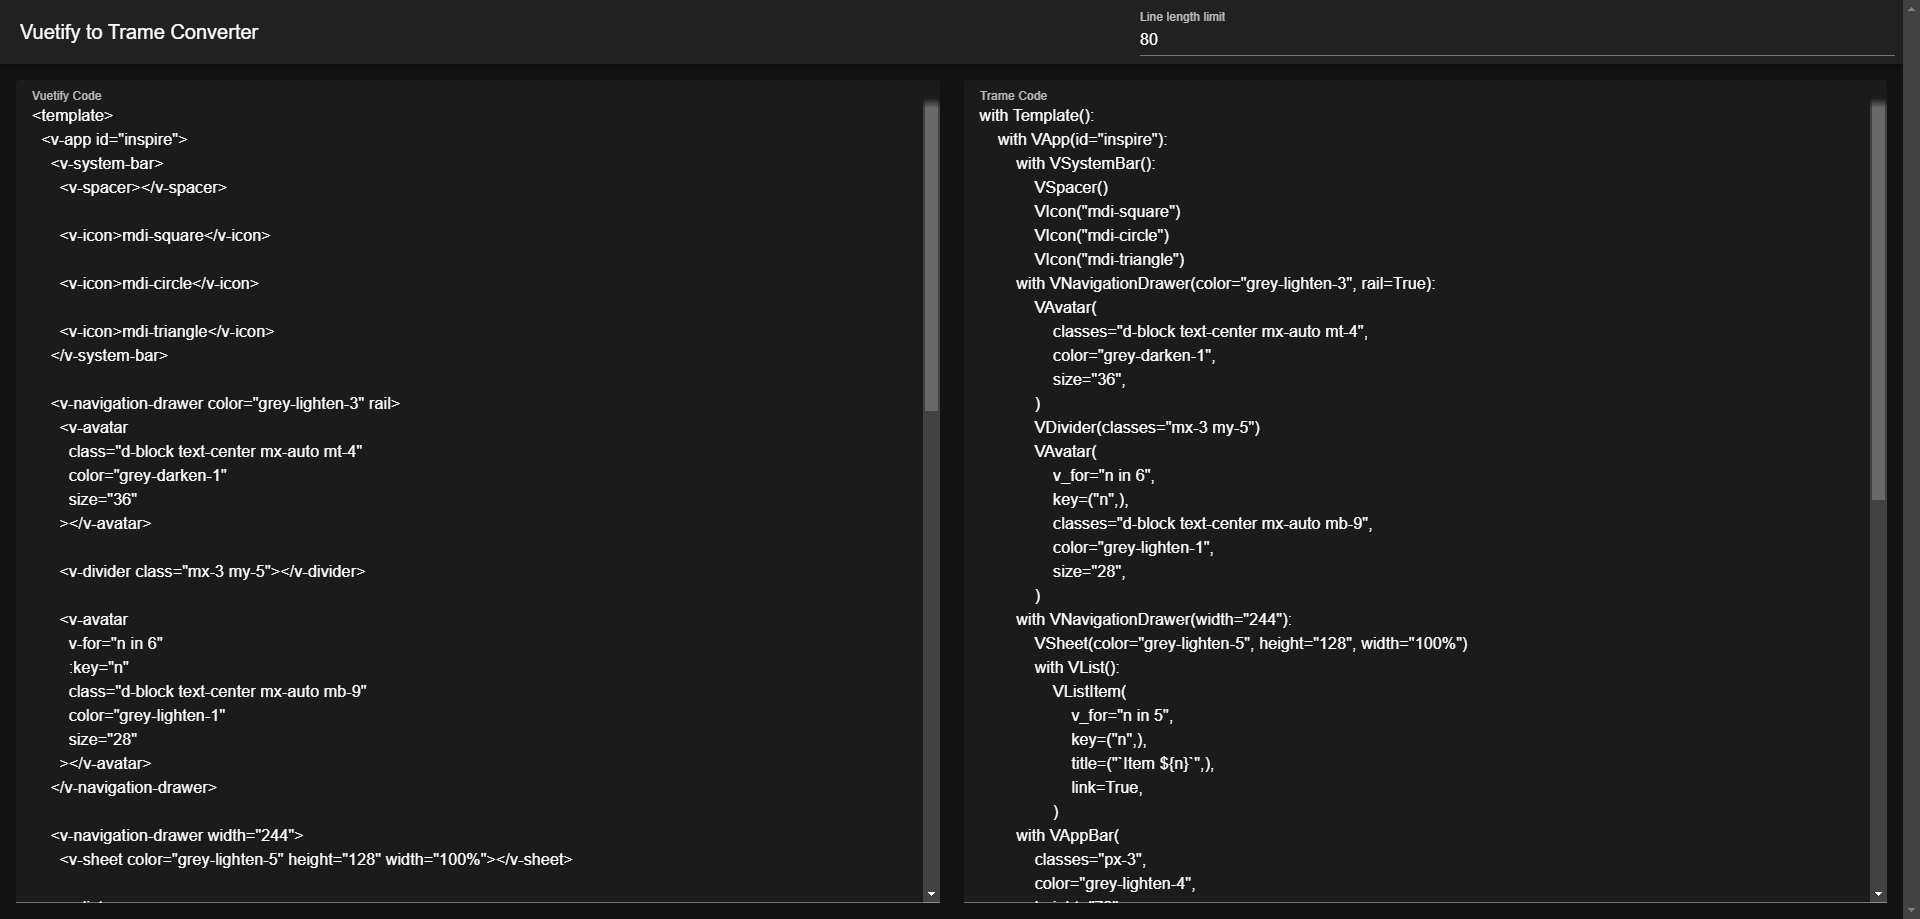 Vuetify to Trame Converter
Line length limit
80
Vuetify Code
<template>
<v-app id="inspire">
<v-system-bar>
<v-spacer></v-spacer>
<v-icon>mdi-square</v-icon>
<v-icon>mdi-circle</v-icon>
<v-icon>mdi-triangle</v-icon>
</v-system-bar>
<v-navigation-drawer color="grey-lighten-3" rail>
<v-avatar
class="d-block text-center mx-auto mt-4"
color="grey-darken-1"
size="36"
></v-avatar>
<v-divider class="mx-3 my-5"></v-divider>
<v-avatar
v-for="n in 6"
:key="n"
class="d-block text-center mx-auto mb-9"
color="grey-lighten-1"
size="28"
></v-avatar>
</v-navigation-drawer>
<v-navigation-drawer width="244">
<v-sheet color="grey-lighten-5" height="128" width="100%"></v-sheet>
Trame Code
with Template():
with VApp(id="inspire"):
with VSystemBar():
VSpacer()
VIcon("mdi-square")
VIcon("mdi-circle")
VIcon("mdi-triangle")
with VNavigationDrawer(color="grey-lighten-3", rail=True):
VAvatar(
classes="d-block text-center mx-auto mt-4",
color="grey-darken-1",
size="36",
)
VDivider(classes="mx-3 my-5")
VAvatar(
v_for="n in 6",
key=("n",),
classes="d-block text-center mx-auto mb-9",
color="grey-lighten-1",
size="28",
)
with VNavigationDrawer(width="244"):
VSheet(color="grey-lighten-5", height="128", width="100%")
with VList():
VListItem(
v_for="n in 5",
key=("n",),
title=("`Item ${n}`",),
link=True,
)
with VAppBar(
classes="px-3",
color="grey-lighten-4",